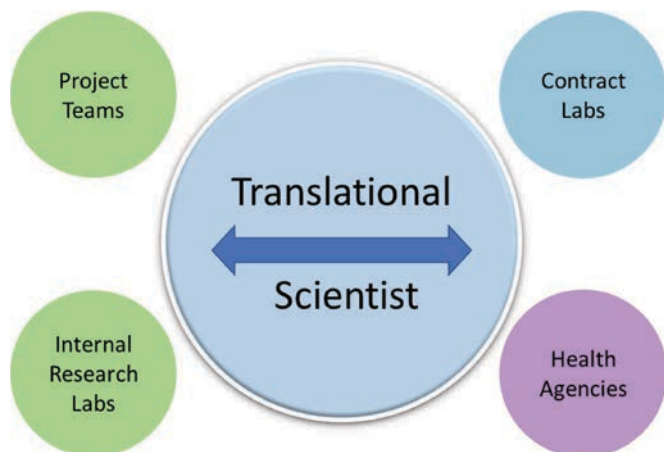 Project
Teams
Contract
Labs
Translational
Scientist
Internal
Research
Labs
Health
Agencies